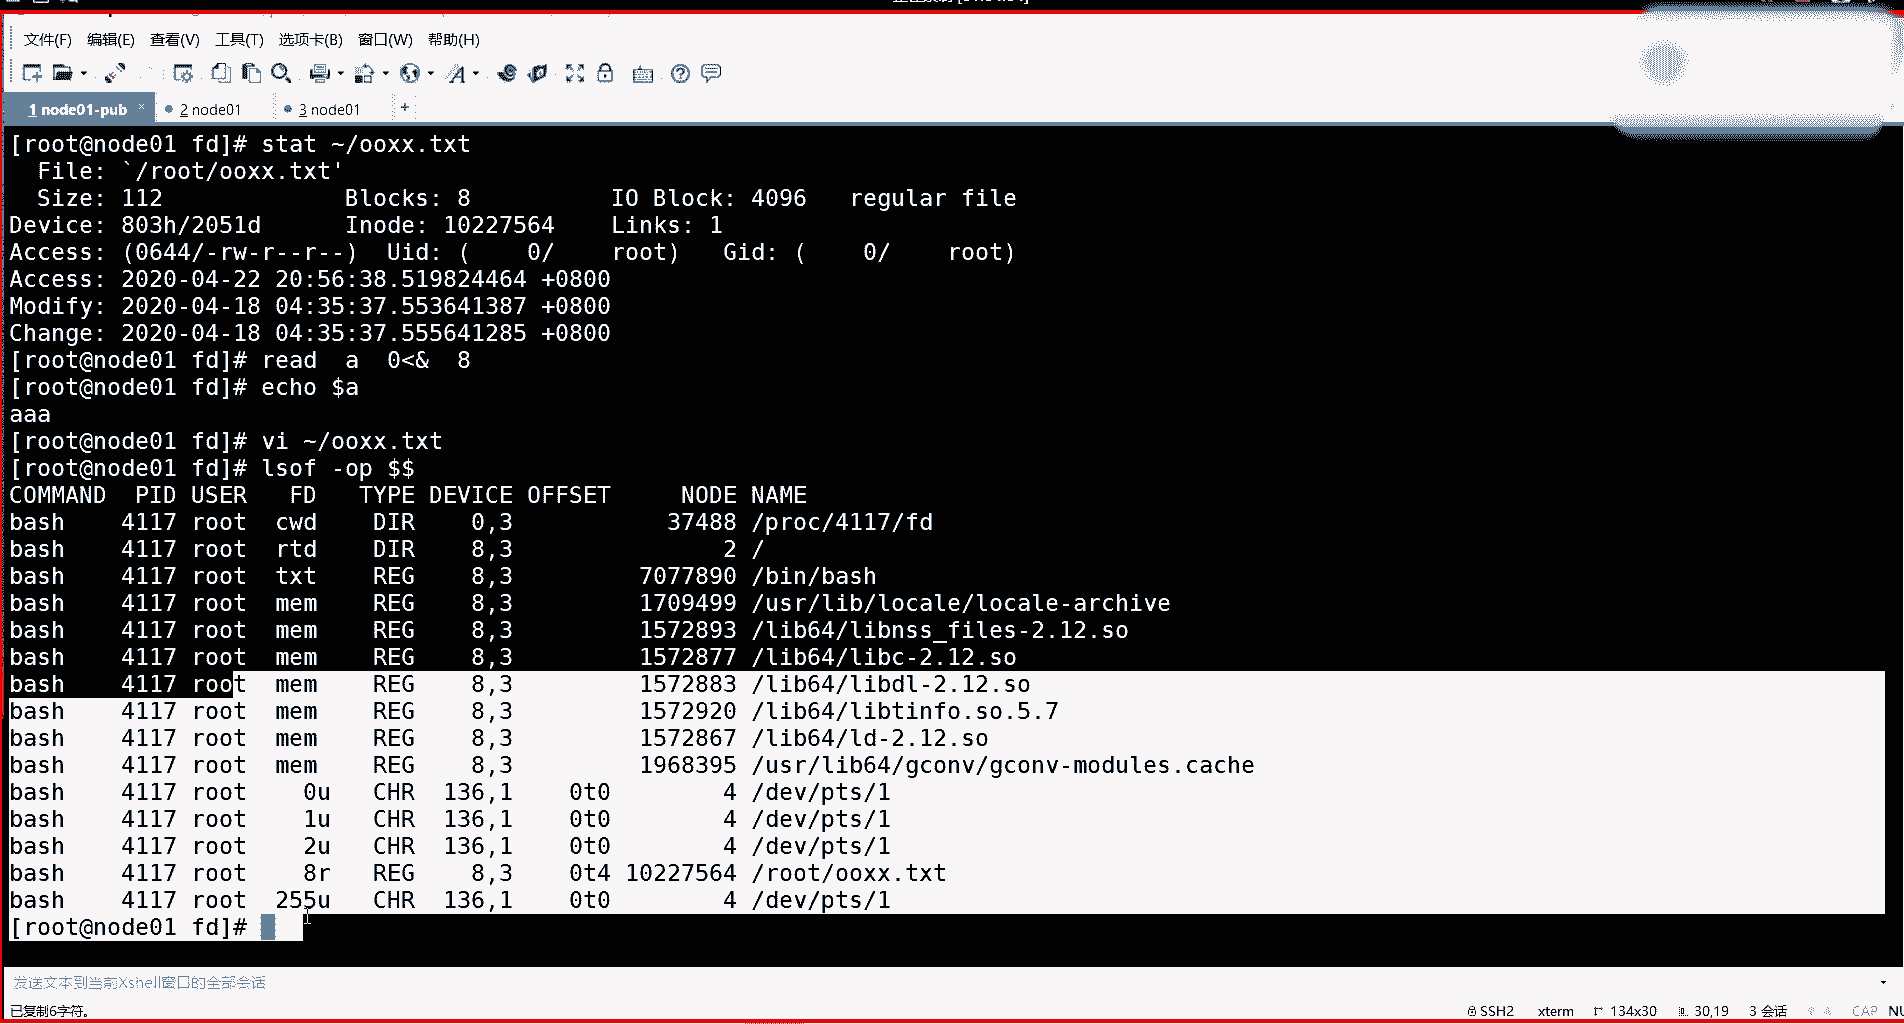 文件(F) 编辑(E) 查看(V) 工具(T) 选项卡(B) 窗口(W) 帮助(H)
1 node01-pub × 2 node01 3 node01 +
[root@node01 fd]# stat ~/ooxx.txt
  File: `/root/ooxx.txt'
  Size: 112             Blocks: 8          IO Block: 4096   regular file
Device: 803h/2051d      Inode: 10227564    Links: 1
Access: (0644/-rw-r--r--)  Uid: (    0/    root)   Gid: (    0/    root)
Access: 2020-04-22 20:56:38.519824464 +0800
Modify: 2020-04-18 04:35:37.553641387 +0800
Change: 2020-04-18 04:35:37.555641285 +0800
[root@node01 fd]# read  a  0<&  8
[root@node01 fd]# echo $a
aaa
[root@node01 fd]# vi ~/ooxx.txt
[root@node01 fd]# lsof -op $$
COMMAND  PID USER   FD   TYPE DEVICE OFFSET     NODE NAME
bash    4117 root  cwd    DIR    0,3           37488 /proc/4117/fd
bash    4117 root  rtd    DIR    8,3               2 /
bash    4117 root  txt    REG    8,3         7077890 /bin/bash
bash    4117 root  mem    REG    8,3         1709499 /usr/lib/locale/locale-archive
bash    4117 root  mem    REG    8,3         1572893 /lib64/libnss_files-2.12.so
bash    4117 root  mem    REG    8,3         1572877 /lib64/libc-2.12.so
bash    4117 root  mem    REG    8,3         1572883 /lib64/libdl-2.12.so
bash    4117 root  mem    REG    8,3         1572920 /lib64/libtinfo.so.5.7
bash    4117 root  mem    REG    8,3         1572867 /lib64/ld-2.12.so
bash    4117 root  mem    REG    8,3         1968395 /usr/lib64/gconv/gconv-modules.cache
bash    4117 root    0u   CHR  136,1    0t0        4 /dev/pts/1
bash    4117 root    1u   CHR  136,1    0t0        4 /dev/pts/1
bash    4117 root    2u   CHR  136,1    0t0        4 /dev/pts/1
bash    4117 root    8r   REG    8,3    0t4 10227564 /root/ooxx.txt
bash    4117 root  255u   CHR  136,1    0t0        4 /dev/pts/1
[root@node01 fd]#
发送文本到当前Xshell窗口的全部会话
已复制6字符。 SSH2 xterm 134x30 30,19 3 会话 CAP